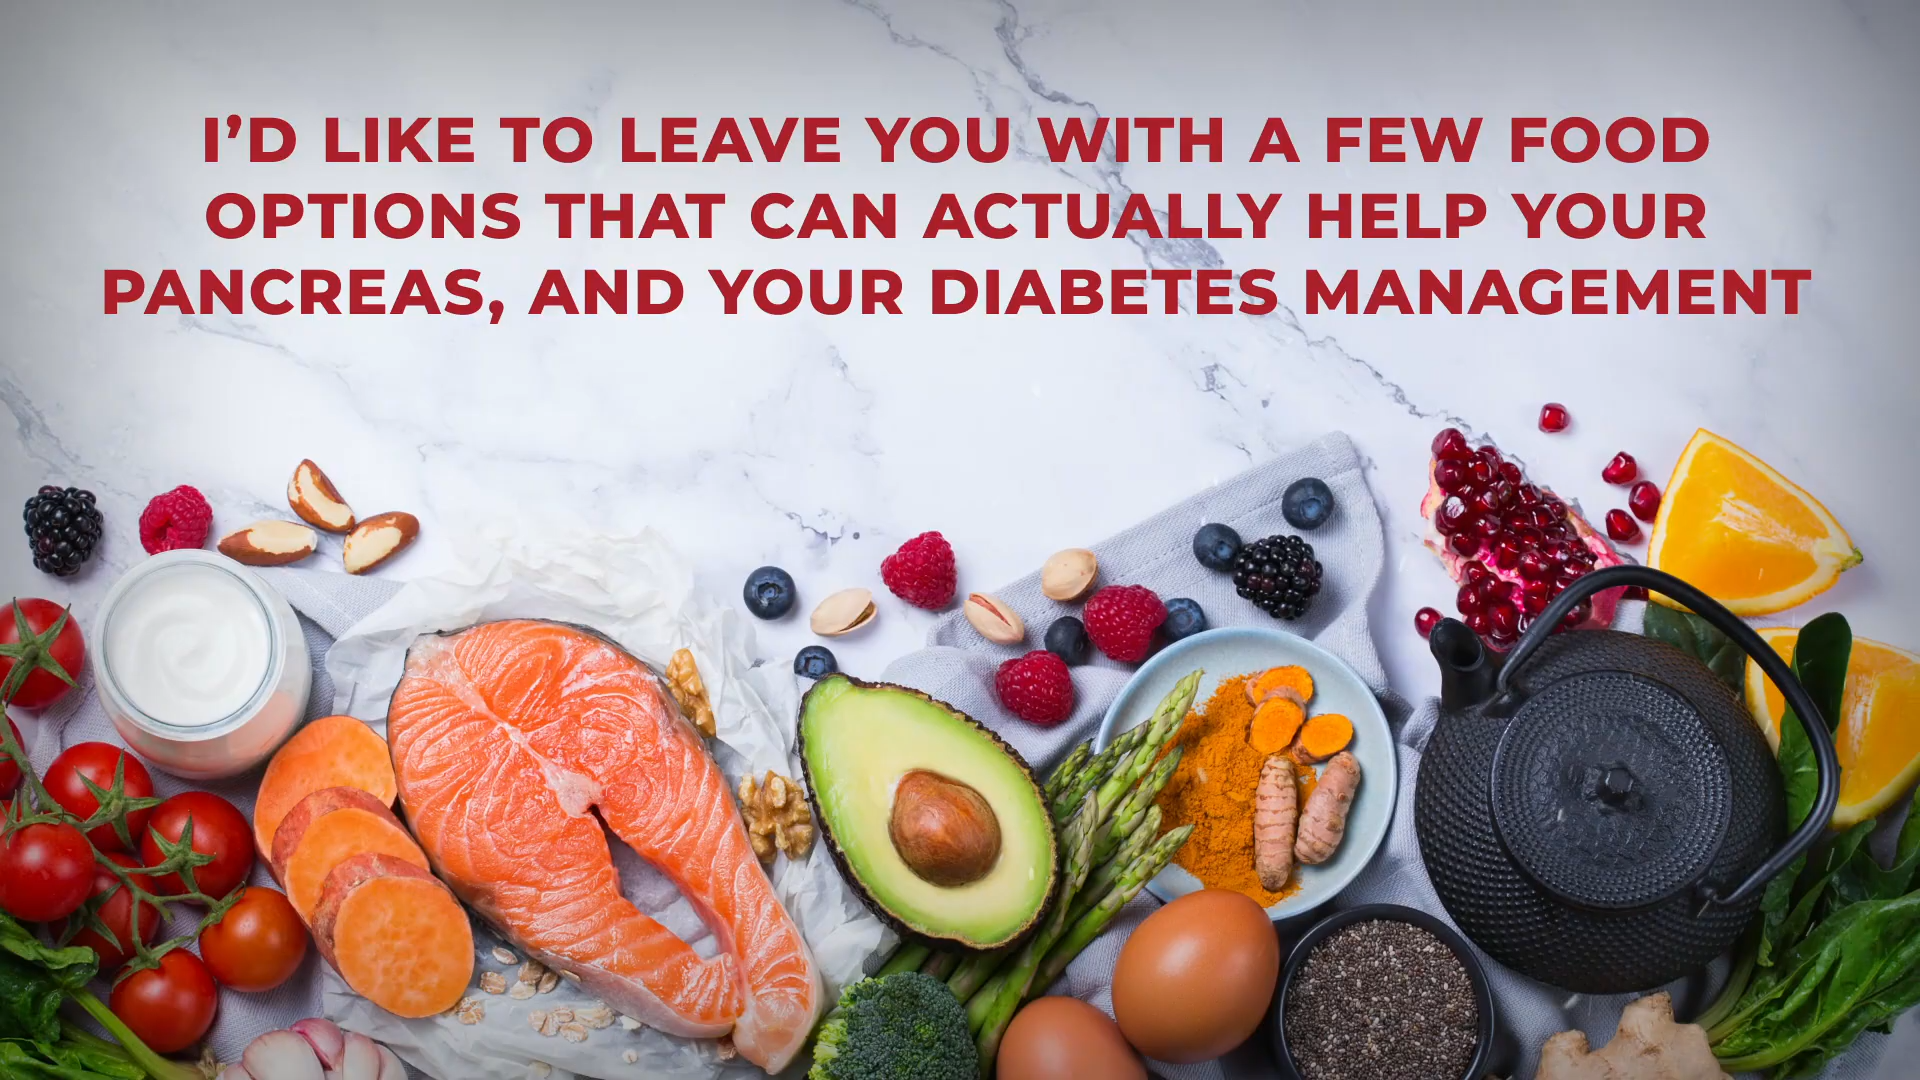 I’D LIKE TO LEAVE YOU WITH A FEW FOOD
OPTIONS THAT CAN ACTUALLY HELP YOUR
PANCREAS, AND YOUR DIABETES MANAGEMENT